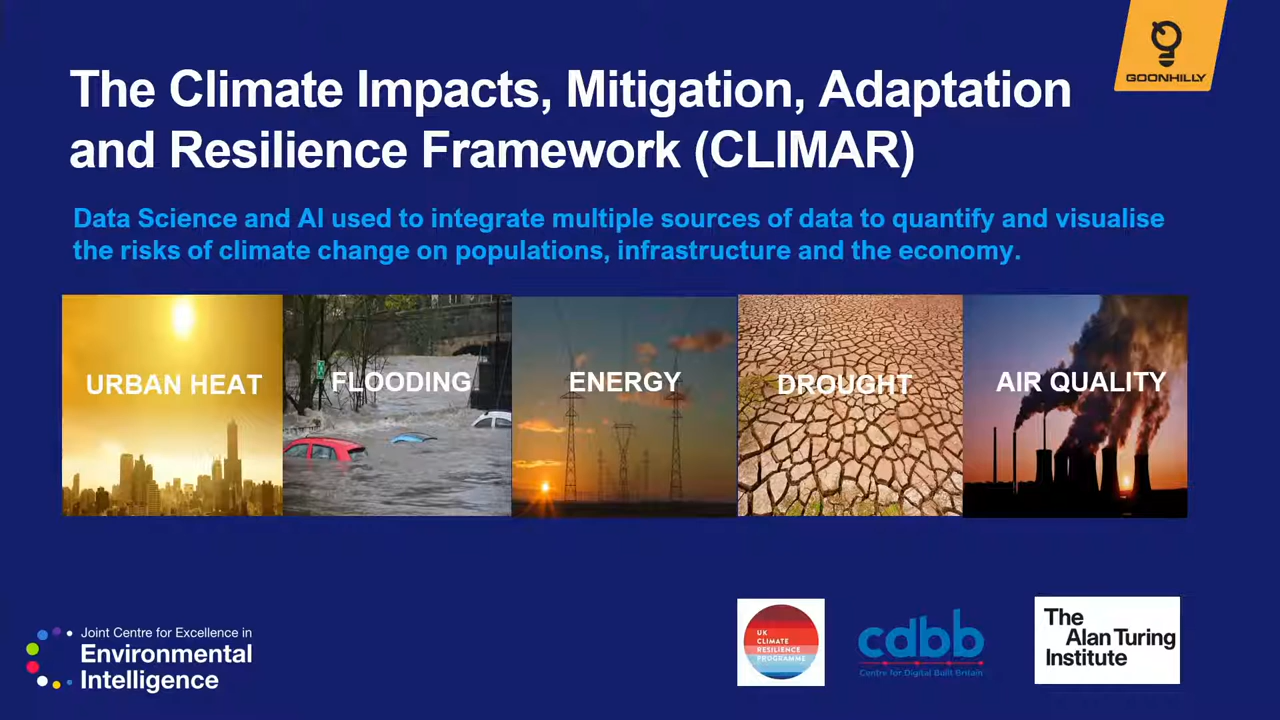 GOONHILLY
The Climate Impacts, Mitigation, Adaptation
and Resilience Framework (CLIMAR)
Data Science and AI used to integrate multiple sources of data to quantify and visualise
the risks of climate change on populations, infrastructure and the economy.
URBAN HEAT
FLOODING
ENERGY
DROUGHT
AIR QUALITY
Joint Centre for Excellence in
Environmental
Intelligence
UK
CLIMATE
RESILIENCE
PROGRAMME
cdbb
Centre for Digital Built Britain
The
Alan Turing
Institute